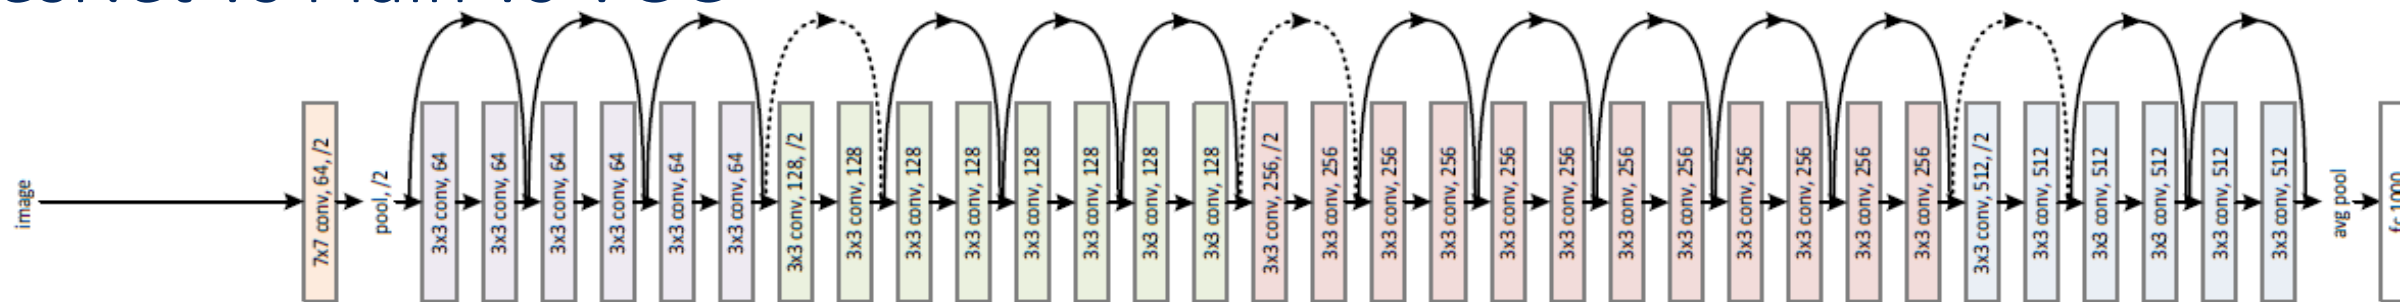 esNet vs Plain vs VGG
image
7x7 conv, 64, /2
pool, /2
3x3 conv, 64
3x3 conv, 64
3x3 conv, 64
3x3 conv, 64
3x3 conv, 64
3x3 conv, 64
3x3 conv, 128, /2
3x3 conv, 128
3x3 conv, 128
3x3 conv, 128
3x3 conv, 128
3x3 conv, 128
3x3 conv, 128
3x3 conv, 128
3x3 conv, 256, /2
3x3 conv, 256
3x3 conv, 256
3x3 conv, 256
3x3 conv, 256
3x3 conv, 256
3x3 conv, 256
3x3 conv, 256
3x3 conv, 256
3x3 conv, 256
3x3 conv, 256
3x3 conv, 256
3x3 conv, 512, /2
3x3 conv, 512
3x3 conv, 512
3x3 conv, 512
3x3 conv, 512
3x3 conv, 512
avg pool
fc 1000